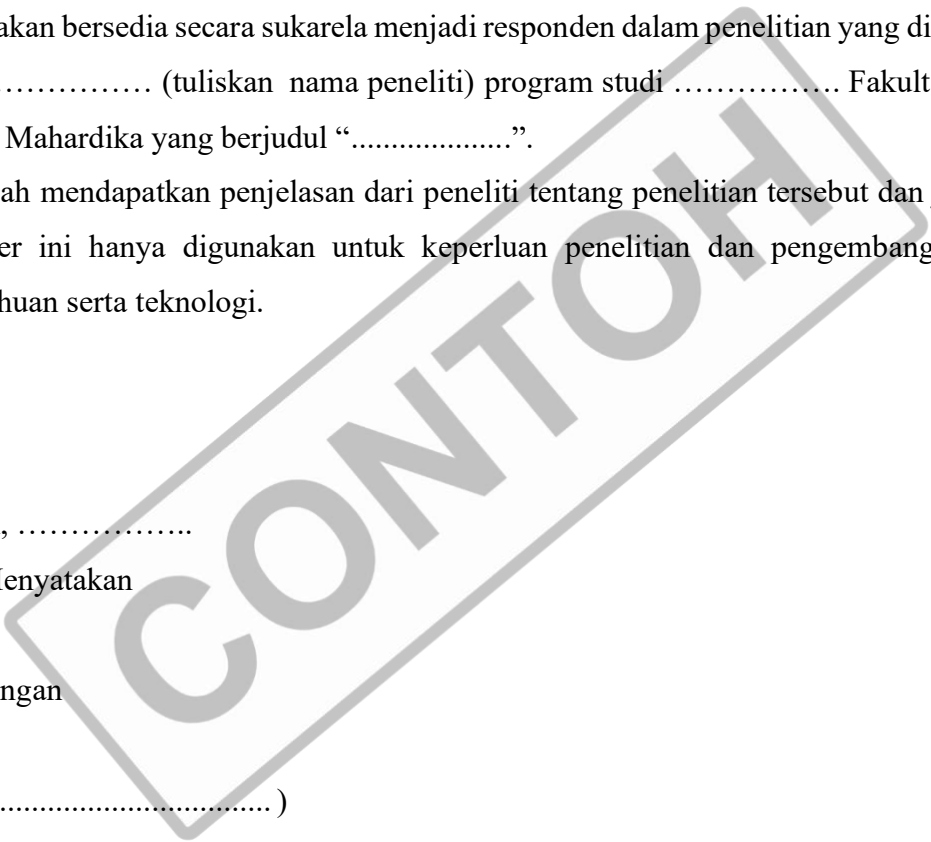 akan bersedia secara sukarela menjadi responden dalam penelitian yang di
…………… (tuliskan nama peneliti) program studi ……………. Fakult
Mahardika yang berjudul “....................”.
ah mendapatkan penjelasan dari peneliti tentang penelitian tersebut dan
er ini hanya digunakan untuk keperluan penelitian dan pengembang
huan serta teknologi.
, ……………..
enyatakan
ngan
.................................. )
CONTOH